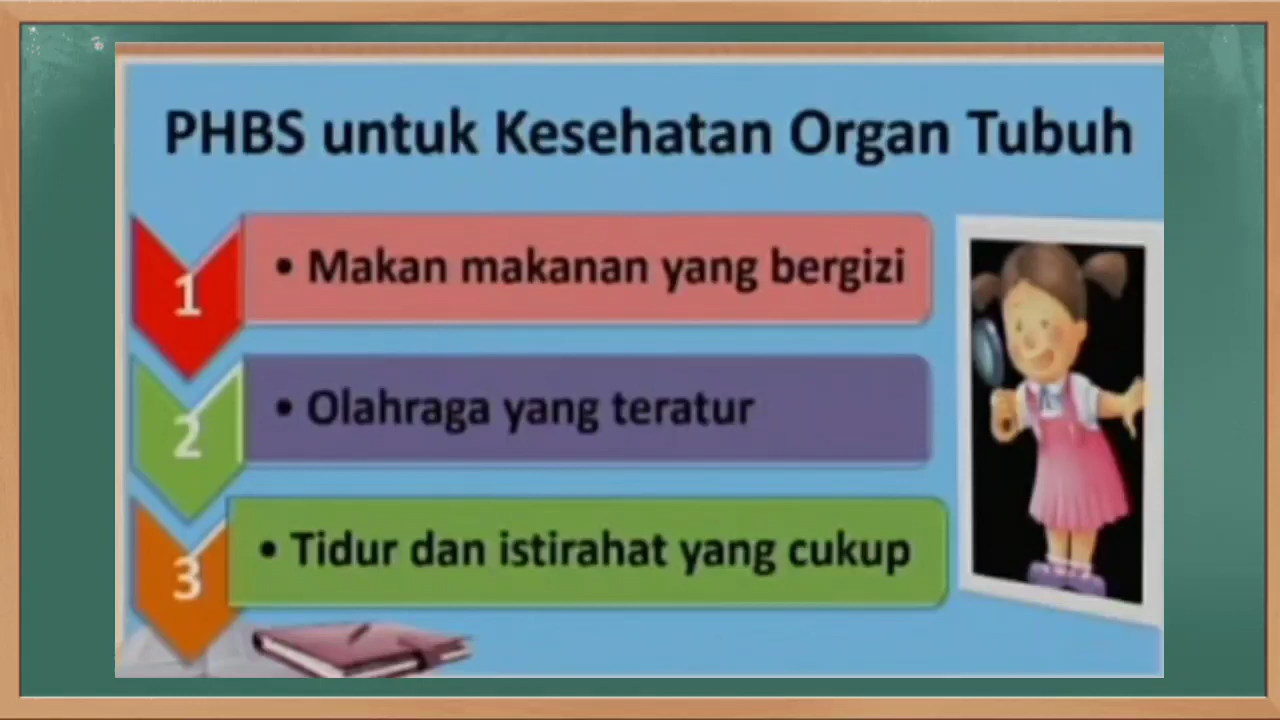 PHBS untuk Kesehatan Organ Tubuh
1
• Makan makanan yang bergizi
2
• Olahraga yang teratur
3
• Tidur dan istirahat yang cukup